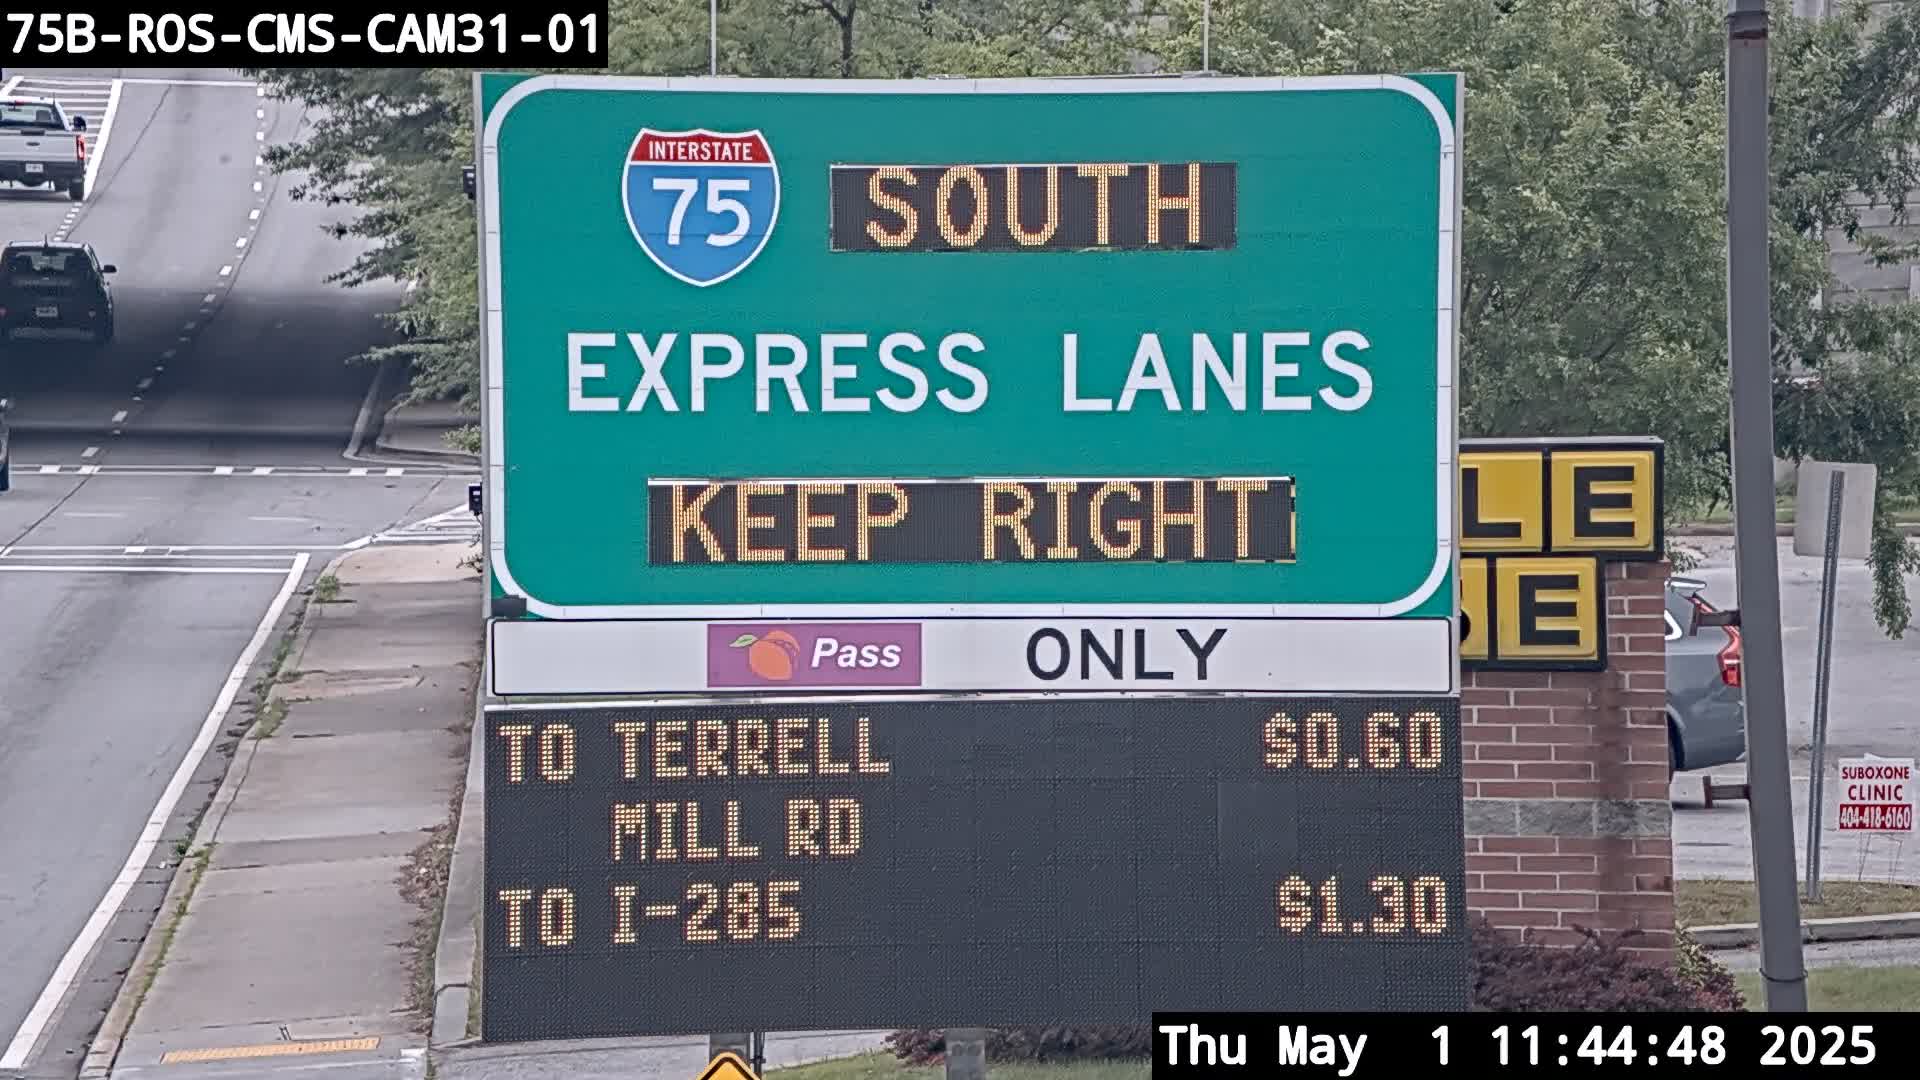 75B-ROS-CMS-CAM31-01
INTERSTATE
75
SOUTH
EXPRESS LANES
KEEP RIGHT
Pass ONLY
TO TERRELL $0.60
MILL RD
TO I-285 $1.30
LE
E
SUBOXONE
CLINIC
404-418-6160
Thu May 1 11:44:48 2025